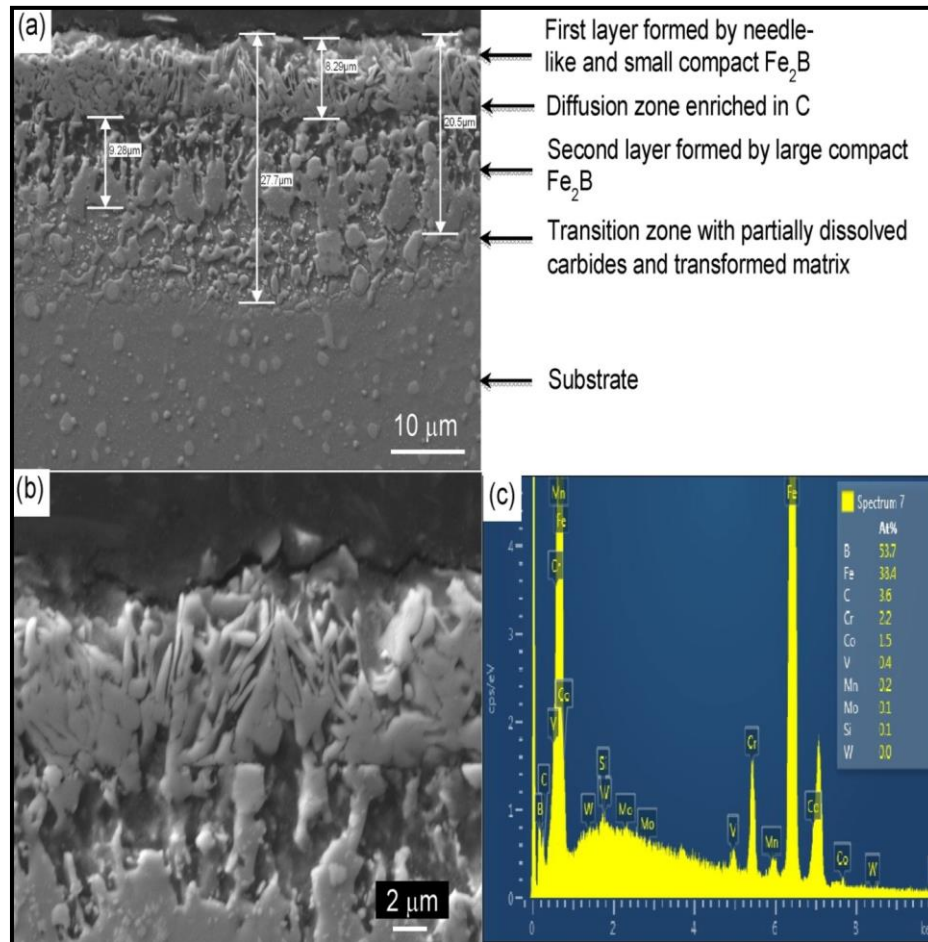 (a)
8.29µm
9.28µm
27.7µm
20.5µm
10 µm
First layer formed by needle-
like and small compact Fe₂B
Diffusion zone enriched in C
Second layer formed by large compact
Fe₂B
Transition zone with partially dissolved
carbides and transformed matrix
Substrate
(b)
2 µm
(c)
Spectrum 7
At%
B 53.7
Fe 38.4
C 3.6
Cr 2.2
Co 1.5
V 0.4
Mn 0.2
Mo 0.1
Si 0.1
W 0.0
Mn Fe
Fe
Cr
Co
V
C
B
Si
W W
Mo
Mo
V
Cr
Mn
Co
Co
W
cps/eV
4
3
2
1
0
0 2 4 6 8 ke